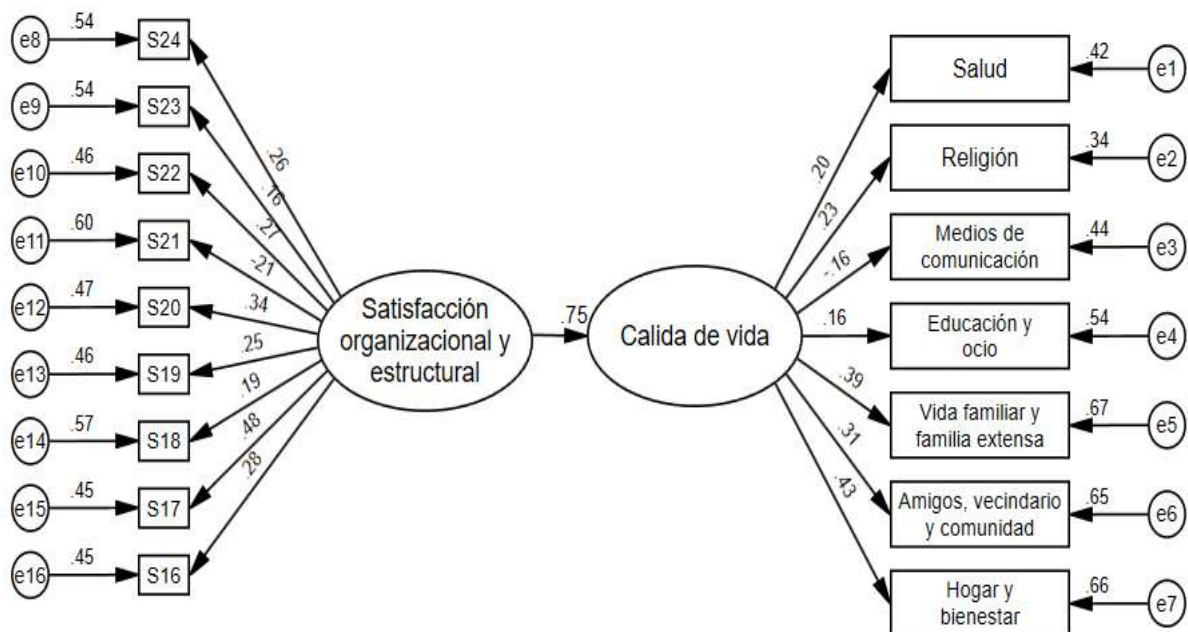 e8 .54 S24
e9 .54 S23
e10 .46 S22
e11 .60 S21
e12 .47 S20
e13 .46 S19
e14 .57 S18
e15 .45 S17
e16 .45 S16
.26
.16
.27
-.21
.34
.25
.19
.48
.28
Satisfacción
organizacional y
estructural
.75
Calida de vida
.20
.23
-.16
.16
.39
.31
.43
Salud
.42 e1
Religión
.34 e2
Medios de
comunicación
.44 e3
Educación y
ocio
.54 e4
Vida familiar y
familia extensa
.67 e5
Amigos, vecindario
y comunidad
.65 e6
Hogar y
bienestar
.66 e7